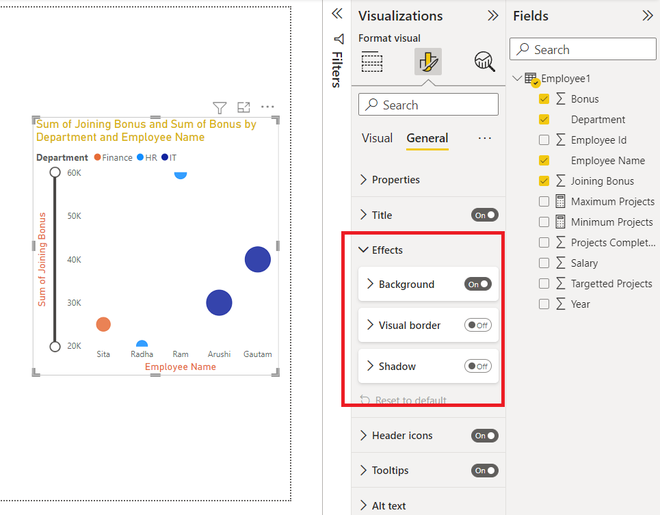 Sum of Joining Bonus and Sum of Bonus by
Department and Employee Name
Department Finance HR IT
60K
50K
40K
30K
20K
Sum of Joining Bonus
Sita Radha Ram Arushi Gautam
Employee Name
Filters
Visualizations
Format visual
Search
Visual General
Properties
Title On
Effects
Background On
Visual border Off
Shadow Off
Reset to default
Header icons On
Tooltips On
Alt text
Fields
Search
Employee1
Bonus
Department
Employee Id
Employee Name
Joining Bonus
Maximum Projects
Minimum Projects
Projects Complet...
Salary
Targetted Projects
Year